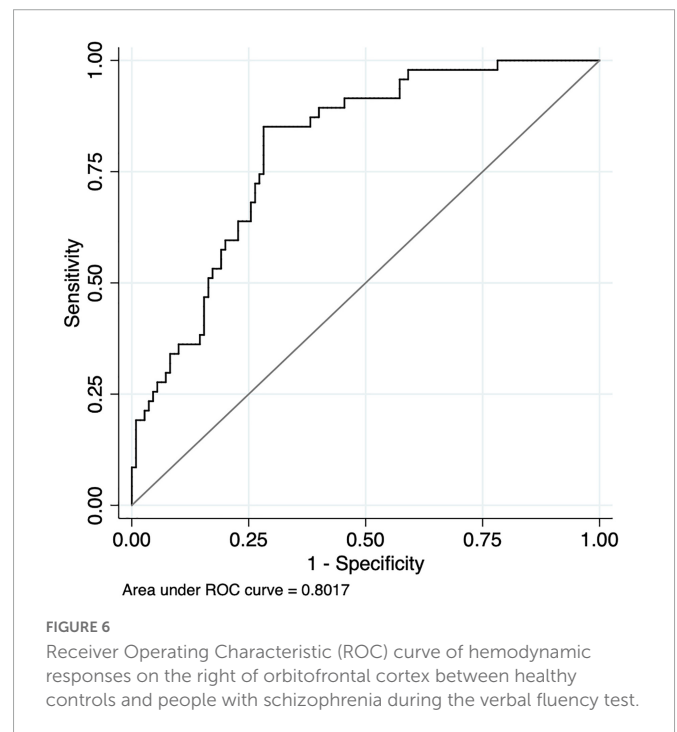 1.00
0.75
Sensitivity
0.50
0.25
0.00
0.00 0.25 0.50 0.75 1.00
1 - Specificity
Area under ROC curve = 0.8017
FIGURE 6
Receiver Operating Characteristic (ROC) curve of hemodynamic
responses on the right of orbitofrontal cortex between healthy
controls and people with schizophrenia during the verbal fluency test.